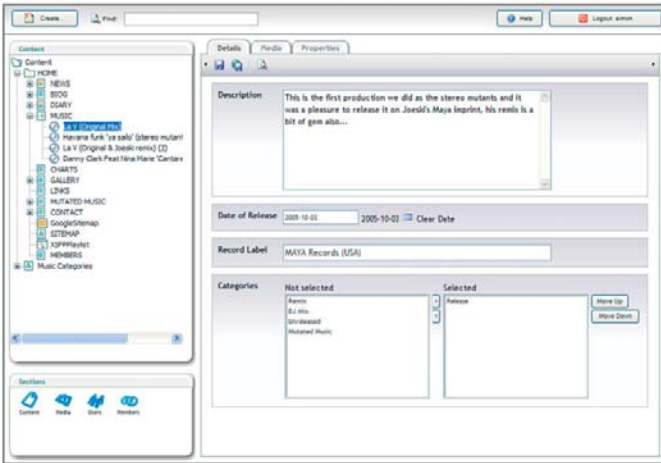 Create...
Find:
Help
Logout simon
Content
Content
HOME
NEWS
BIOG
DIARY
MUSIC
La V (Original Mix)
Havana funk 'ya sailo' (stereo mutant
La V (Original & Joeski remix) (2)
Danny Clark Feat Nina Marie 'Cantare
CHARTS
GALLERY
LINKS
MUTATED MUSIC
CONTACT
GoogleSitemap
SITEMAP
XSPFPlaylist
MEMBERS
Music Categories
Sections
Content Media Users Members
Details Media Properties
Description
This is the first production we did as the stereo mutants and it
was a pleasure to release it on Joeski's Maya imprint, his remix is a
bit of gem also...
Date of Release
2005-10-03 2005-10-03 Clear Date
Record Label
MAYA Records (USA)
Categories
Not selected
Remix
DJ Mix
Unreleased
Mutated Music
Selected
Release
Move Up
Move Down